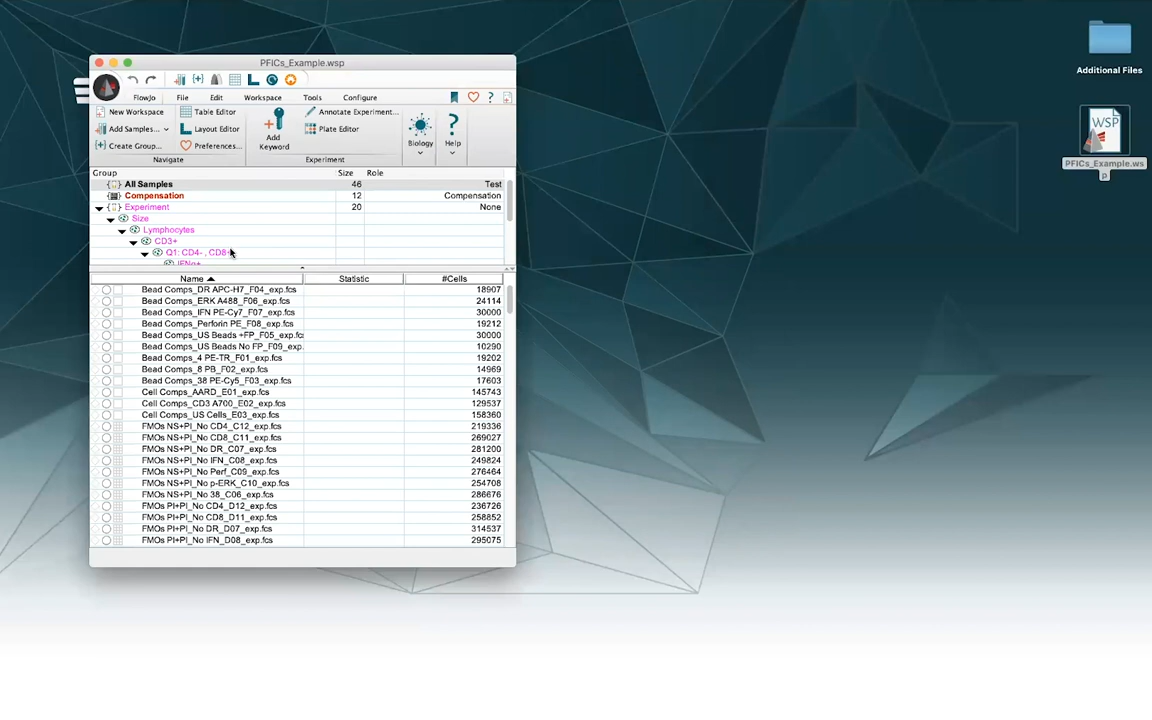 PFICs_Example.wsp
Additional Files
PFICs_Example.ws
p
FlowJo File Edit Workspace Tools Configure
New Workspace
Add Samples...
Create Group...
Table Editor
Layout Editor
Preferences...
Navigate
Add
Keyword
Annotate Experiment...
Plate Editor
Experiment
Biology
Help
Group Size Role
All Samples 46 Test
Compensation 12 Compensation
Experiment 20 None
Size
Lymphocytes
CD3+
Q1: CD4- , CD8+
Name Statistic #Cells
Bead Comps_DR APC-H7_F04_exp.fcs 18907
Bead Comps_ERK A488_F06_exp.fcs 24114
Bead Comps_IFN PE-Cy7_F07_exp.fcs 30000
Bead Comps_Perforin PE_F08_exp.fcs 19212
Bead Comps_US Beads +FP_F05_exp.fcs 30000
Bead Comps_US Beads No FP_F09_exp. 10290
Bead Comps_4 PE-TR_F01_exp.fcs 19202
Bead Comps_8 PB_F02_exp.fcs 14969
Bead Comps_38 PE-Cy5_F03_exp.fcs 17603
Cell Comps_AARD_E01_exp.fcs 145743
Cell Comps_CD3 A700_E02_exp.fcs 129537
Cell Comps_US Cells_E03_exp.fcs 158360
FMOs NS+PI_No CD4_C12_exp.fcs 219336
FMOs NS+PI_No CD8_C11_exp.fcs 269027
FMOs NS+PI_No DR_C07_exp.fcs 281200
FMOs NS+PI_No IFN_C08_exp.fcs 249824
FMOs NS+PI_No Perf_C09_exp.fcs 276464
FMOs NS+PI_No p-ERK_C10_exp.fcs 254708
FMOs NS+PI_No 38_C06_exp.fcs 286676
FMOs PI+PI_No CD4_D12_exp.fcs 236726
FMOs PI+PI_No CD8_D11_exp.fcs 258852
FMOs PI+PI_No DR_D07_exp.fcs 314537
FMOs PI+PI_No IFN_D08_exp.fcs 295075